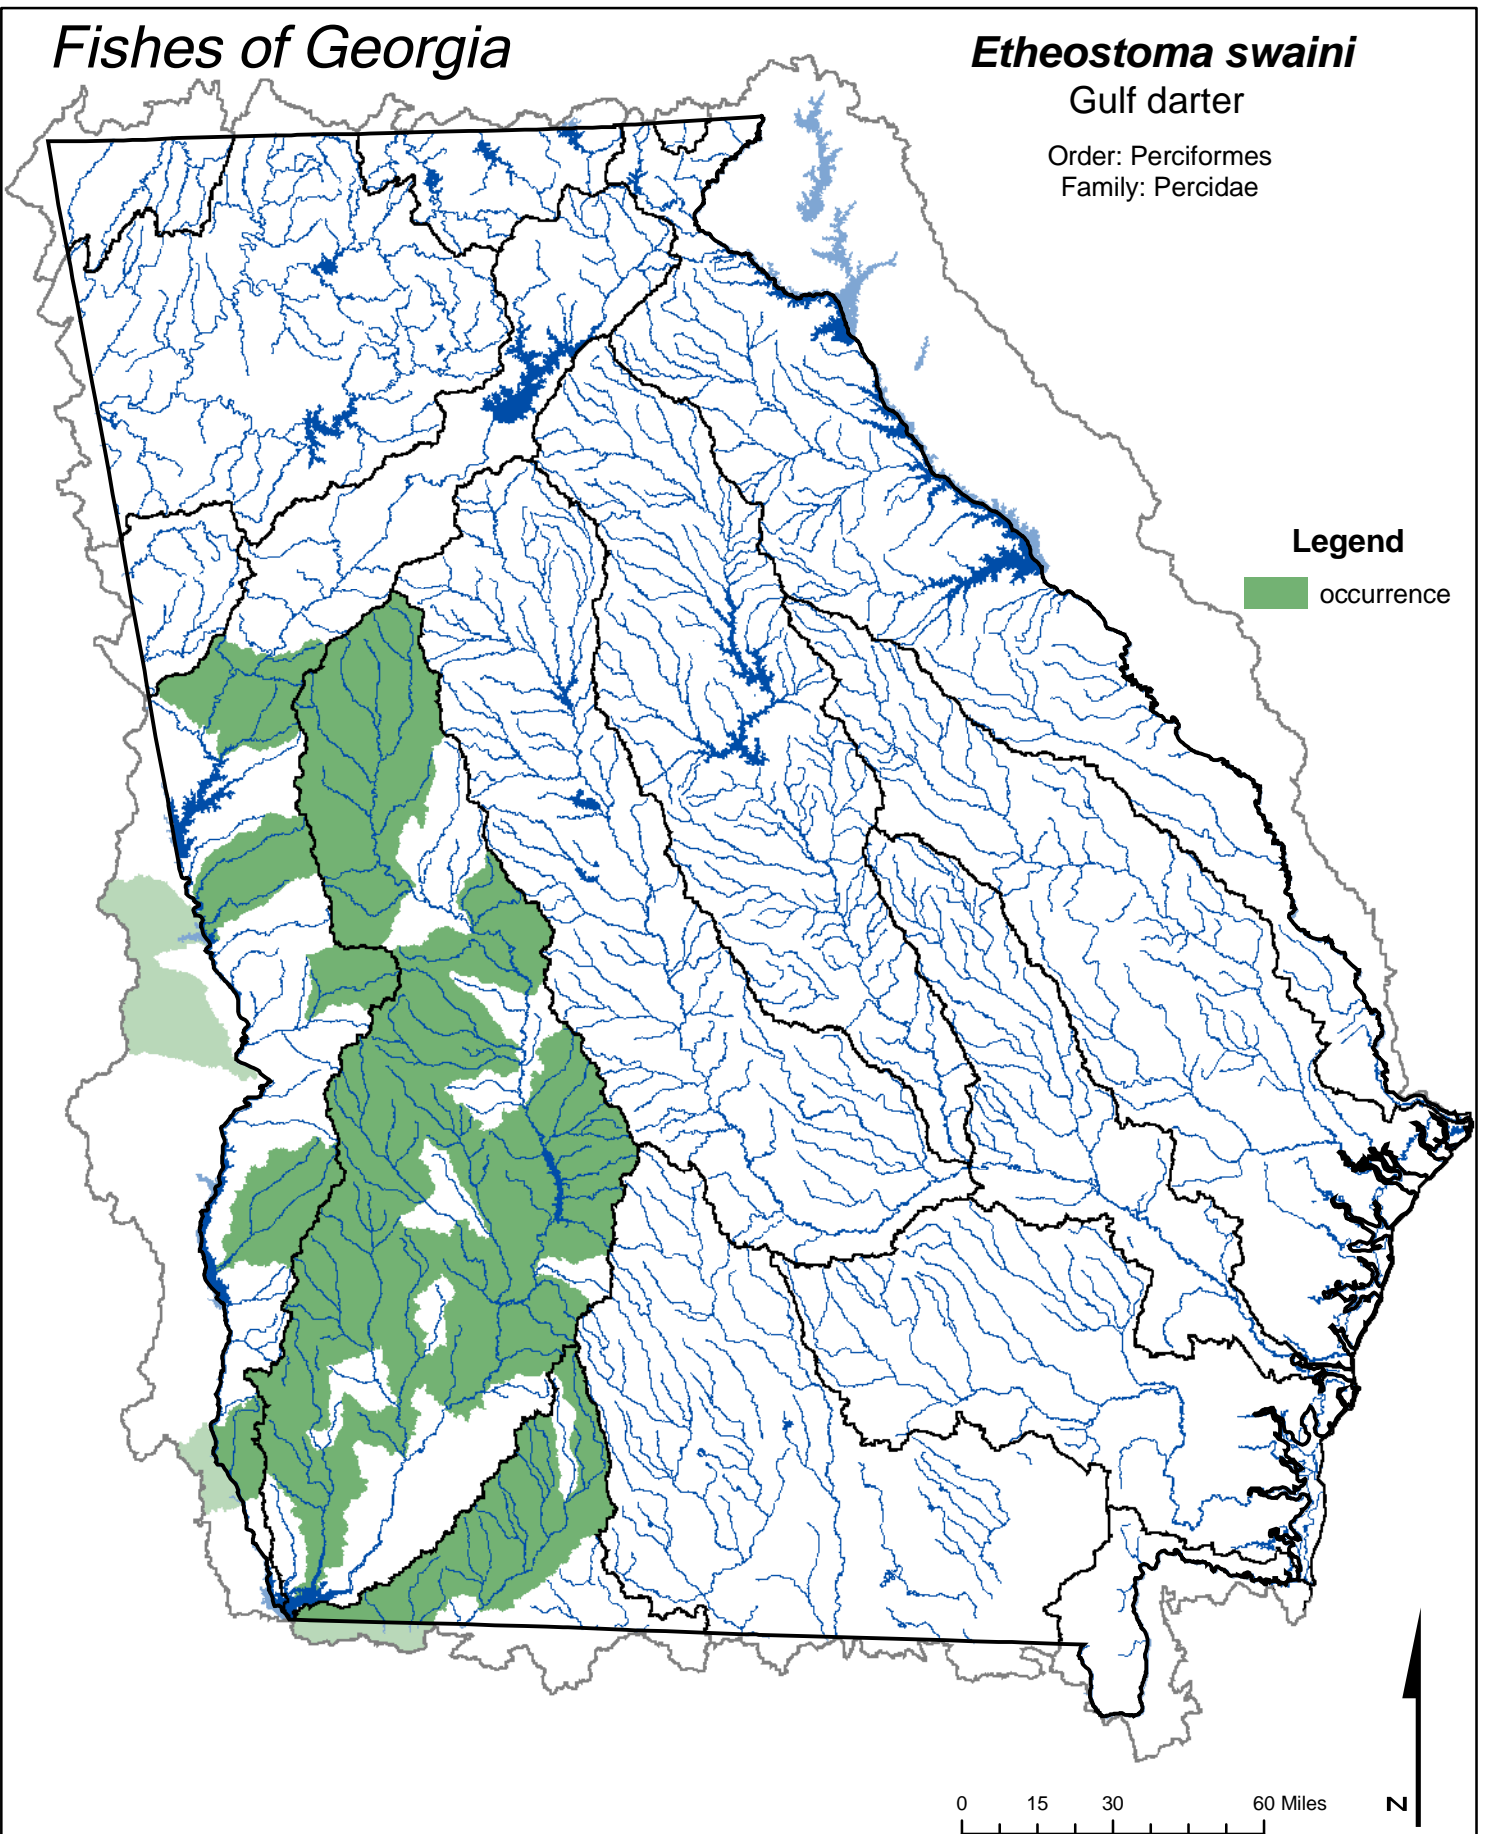 Fishes of Georgia
Etheostoma swaini
Gulf darter
Order: Perciformes
Family: Percidae
Legend
occurrence
0 15 30 60 Miles
N